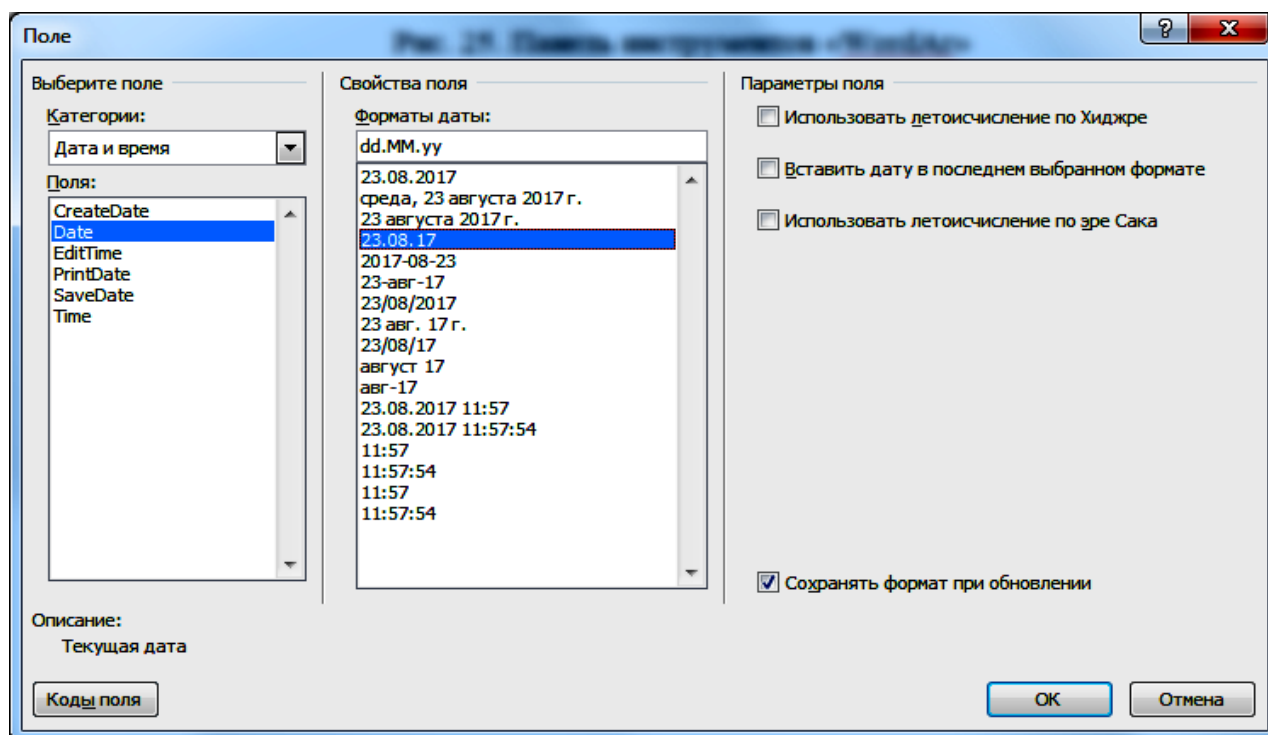 Поле
Рис. 25. Панель инструментов «WordAr»
Выберите поле
Категории:
Дата и время
Поля:
CreateDate
Date
EditTime
PrintDate
SaveDate
Time
Свойства поля
Форматы даты:
dd.MM.yy
23.08.2017
среда, 23 августа 2017 г.
23 августа 2017 г.
23.08.17
2017-08-23
23-авг-17
23/08/2017
23 авг. 17 г.
23/08/17
август 17
авг-17
23.08.2017 11:57
23.08.2017 11:57:54
11:57
11:57:54
11:57
11:57:54
Параметры поля
Использовать летоисчисление по Хиджре
Вставить дату в последнем выбранном формате
Использовать летоисчисление по эре Сака
Сохранять формат при обновлении
Описание:
Текущая дата
Коды поля
ОК
Отмена